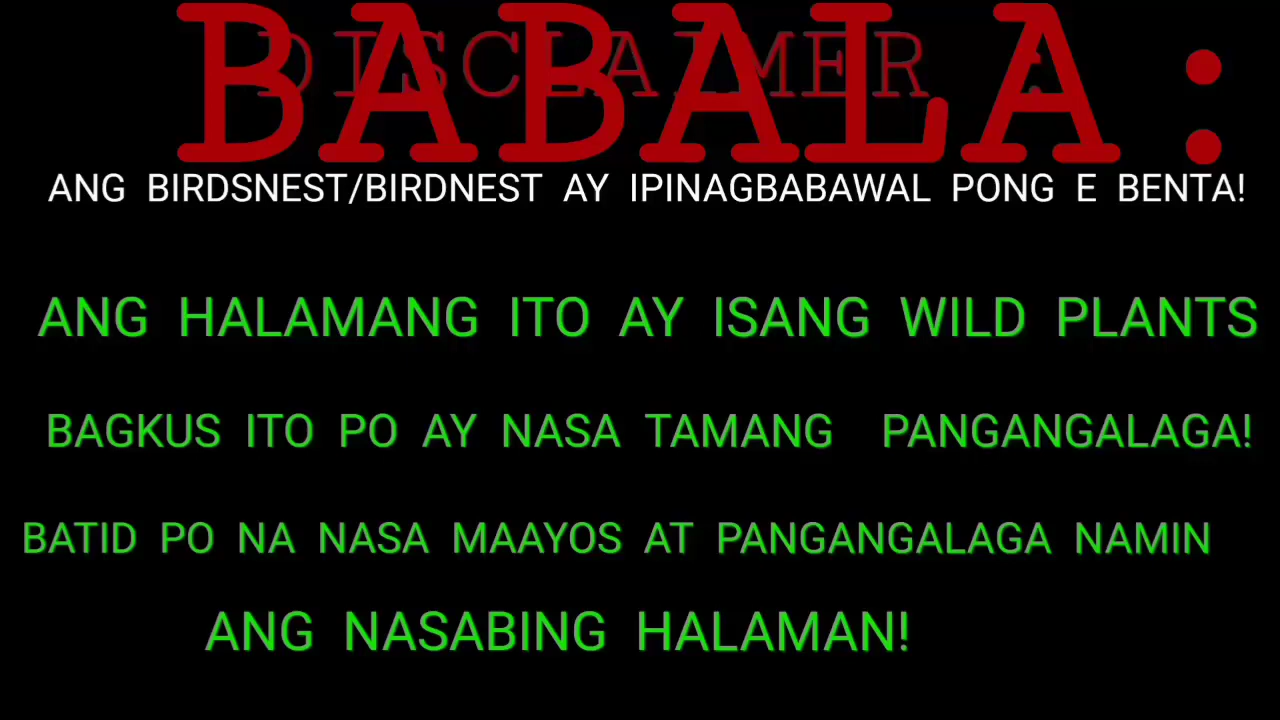 DISCLAIMER :
BABALA:
ANG BIRDSNEST/BIRDNEST AY IPINAGBABAWAL PONG E BENTA!
ANG HALAMANG ITO AY ISANG WILD PLANTS
BAGKUS ITO PO AY NASA TAMANG PANGANGALAGA!
BATID PO NA NASA MAAYOS AT PANGANGALAGA NAMIN
ANG NASABING HALAMAN!